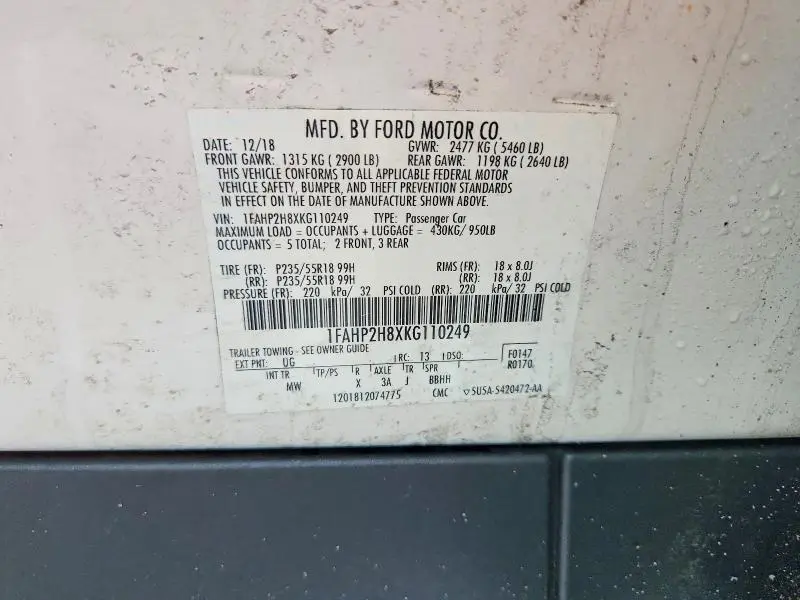 MFD. BY FORD MOTOR CO.
DATE: 12/18 GVWR: 2477 KG ( 5460 LB)
FRONT GAWR: 1315 KG ( 2900 LB) REAR GAWR: 1198 KG ( 2640 LB)
THIS VEHICLE CONFORMS TO ALL APPLICABLE FEDERAL MOTOR
VEHICLE SAFETY, BUMPER, AND THEFT PREVENTION STANDARDS
IN EFFECT ON THE DATE OF MANUFACTURE SHOWN ABOVE.
VIN: 1FAHP2H8XKG110249 TYPE: Passenger Car
MAXIMUM LOAD = OCCUPANTS + LUGGAGE = 430KG/ 950LB
OCCUPANTS = 5 TOTAL; 2 FRONT, 3 REAR
TIRE (FR): P235/55R18 99H RIMS (FR): 18 x 8.0J
(RR): P235/55R18 99H (RR): 18 x 8.0J
PRESSURE (FR): 220 kPa/ 32 PSI COLD (RR): 220 kPa/ 32 PSI COLD
1FAHP2H8XKG110249
TRAILER TOWING - SEE OWNER GUIDE
EXT PNT: UG RC: 13 DSO: F0147
R0170
INT TR TP/PS R AXLE TR SPR
MW X 3A J BBHH
1201812074775 CMC 5U5A-5420472-AA